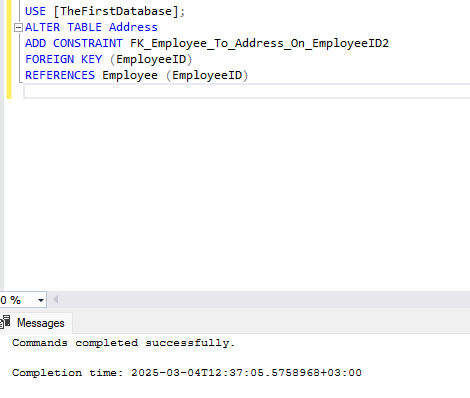 USE [TheFirstDatabase];
ALTER TABLE Address
ADD CONSTRAINT FK_Employee_To_Address_On_EmployeeID2
FOREIGN KEY (EmployeeID)
REFERENCES Employee (EmployeeID)
0 %
Messages
Commands completed successfully.
Completion time: 2025-03-04T12:37:05.5758968+03:00